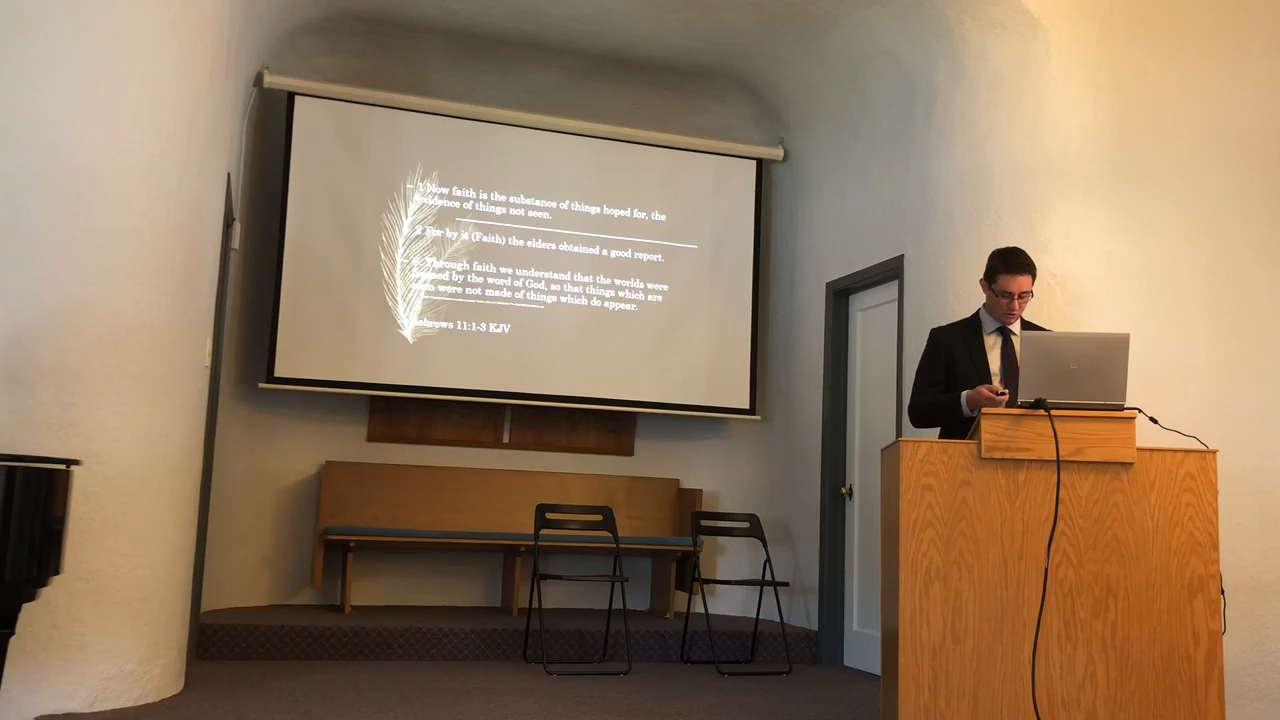 - 1 Now faith is the substance of things hoped for, the
evidence of things not seen.
- 2 For by it (Faith) the elders obtained a good report.
- 3 Through faith we understand that the worlds were
framed by the word of God, so that things which are
seen were not made of things which do appear.
Hebrews 11:1-3 KJV